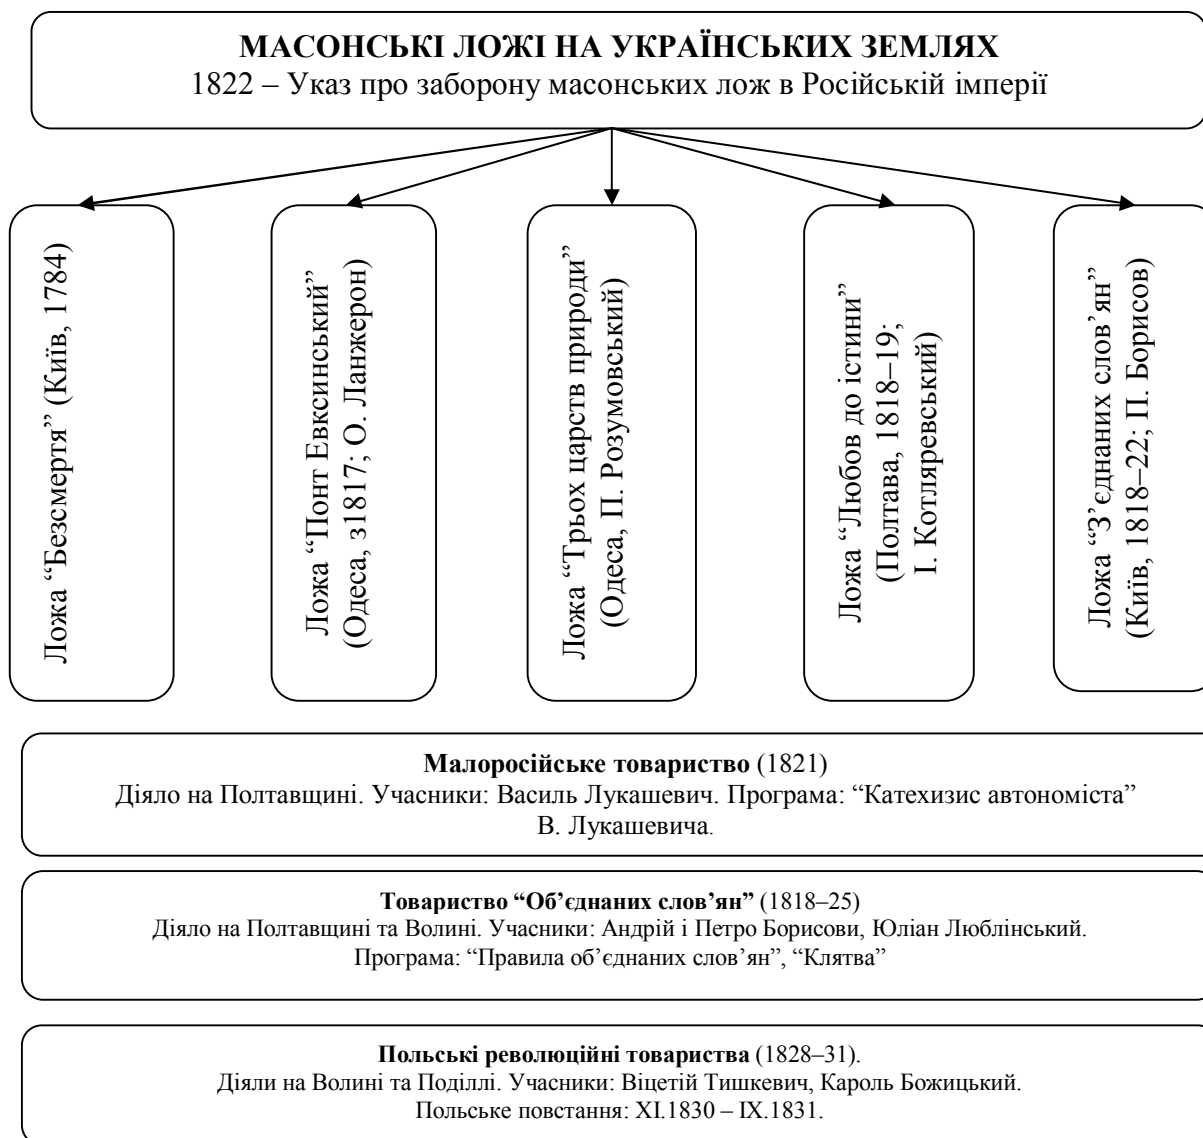 МАСОНСЬКІ ЛОЖІ НА УКРАЇНСЬКИХ ЗЕМЛЯХ
1822 – Указ про заборону масонських лож в Російській імперії
Ложа “Безсмертя” (Київ, 1784)
Ложа “Понт Евксинський”
(Одеса, з1817; О. Ланжерон)
Ложа “Трьох царств природи”
(Одеса, П. Розумовський)
Ложа “Любов до істини”
(Полтава, 1818–19;
І. Котляревський)
Ложа “З’єднаних слов’ян”
(Київ, 1818–22; П. Борисов)
Малоросійське товариство (1821)
Діяло на Полтавщині. Учасники: Василь Лукашевич. Програма: “Катехизис автономіста”
В. Лукашевича.
Товариство “Об’єднаних слов’ян” (1818–25)
Діяло на Полтавщині та Волині. Учасники: Андрій і Петро Борисови, Юліан Люблінський.
Програма: “Правила об’єднаних слов’ян”, “Клятва”
Польські революційні товариства (1828–31).
Діяли на Волині та Поділлі. Учасники: Віцетій Тишкевич, Кароль Божицький.
Польське повстання: XI.1830 – IX.1831.